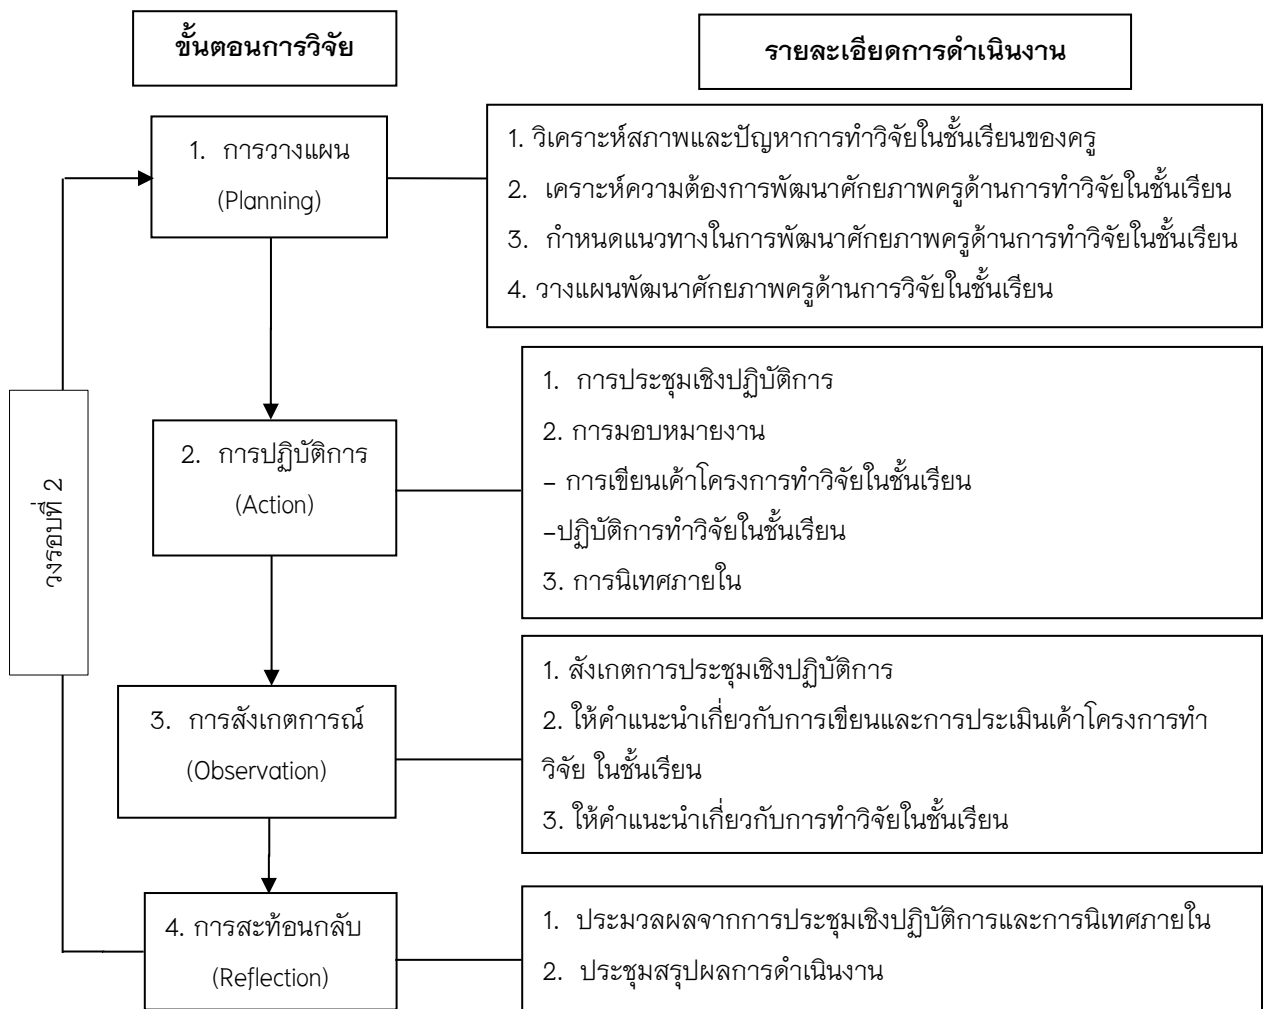 ขั้นตอนการวิจัย
รายละเอียดการดำเนินงาน
1. การวางแผน
(Planning)
1. วิเคราะห์สภาพและปัญหาการทำวิจัยในชั้นเรียนของครู
2. เคราะห์ความต้องการพัฒนาศักยภาพครูด้านการทำวิจัยในชั้นเรียน
3. กำหนดแนวทางในการพัฒนาศักยภาพครูด้านการทำวิจัยในชั้นเรียน
4. วางแผนพัฒนาศักยภาพครูด้านการวิจัยในชั้นเรียน
วงรอบที่ 2
2. การปฏิบัติการ
(Action)
1. การประชุมเชิงปฏิบัติการ
2. การมอบหมายงาน
- การเขียนเค้าโครงการทำวิจัยในชั้นเรียน
-ปฏิบัติการทำวิจัยในชั้นเรียน
3. การนิเทศภายใน
3. การสังเกตการณ์
(Observation)
1. สังเกตการประชุมเชิงปฏิบัติการ
2. ให้คำแนะนำเกี่ยวกับการเขียนและการประเมินเค้าโครงการทำ
วิจัย ในชั้นเรียน
3. ให้คำแนะนำเกี่ยวกับการทำวิจัยในชั้นเรียน
4. การสะท้อนกลับ
(Reflection)
1. ประมวลผลจากการประชุมเชิงปฏิบัติการและการนิเทศภายใน
2. ประชุมสรุปผลการดำเนินงาน